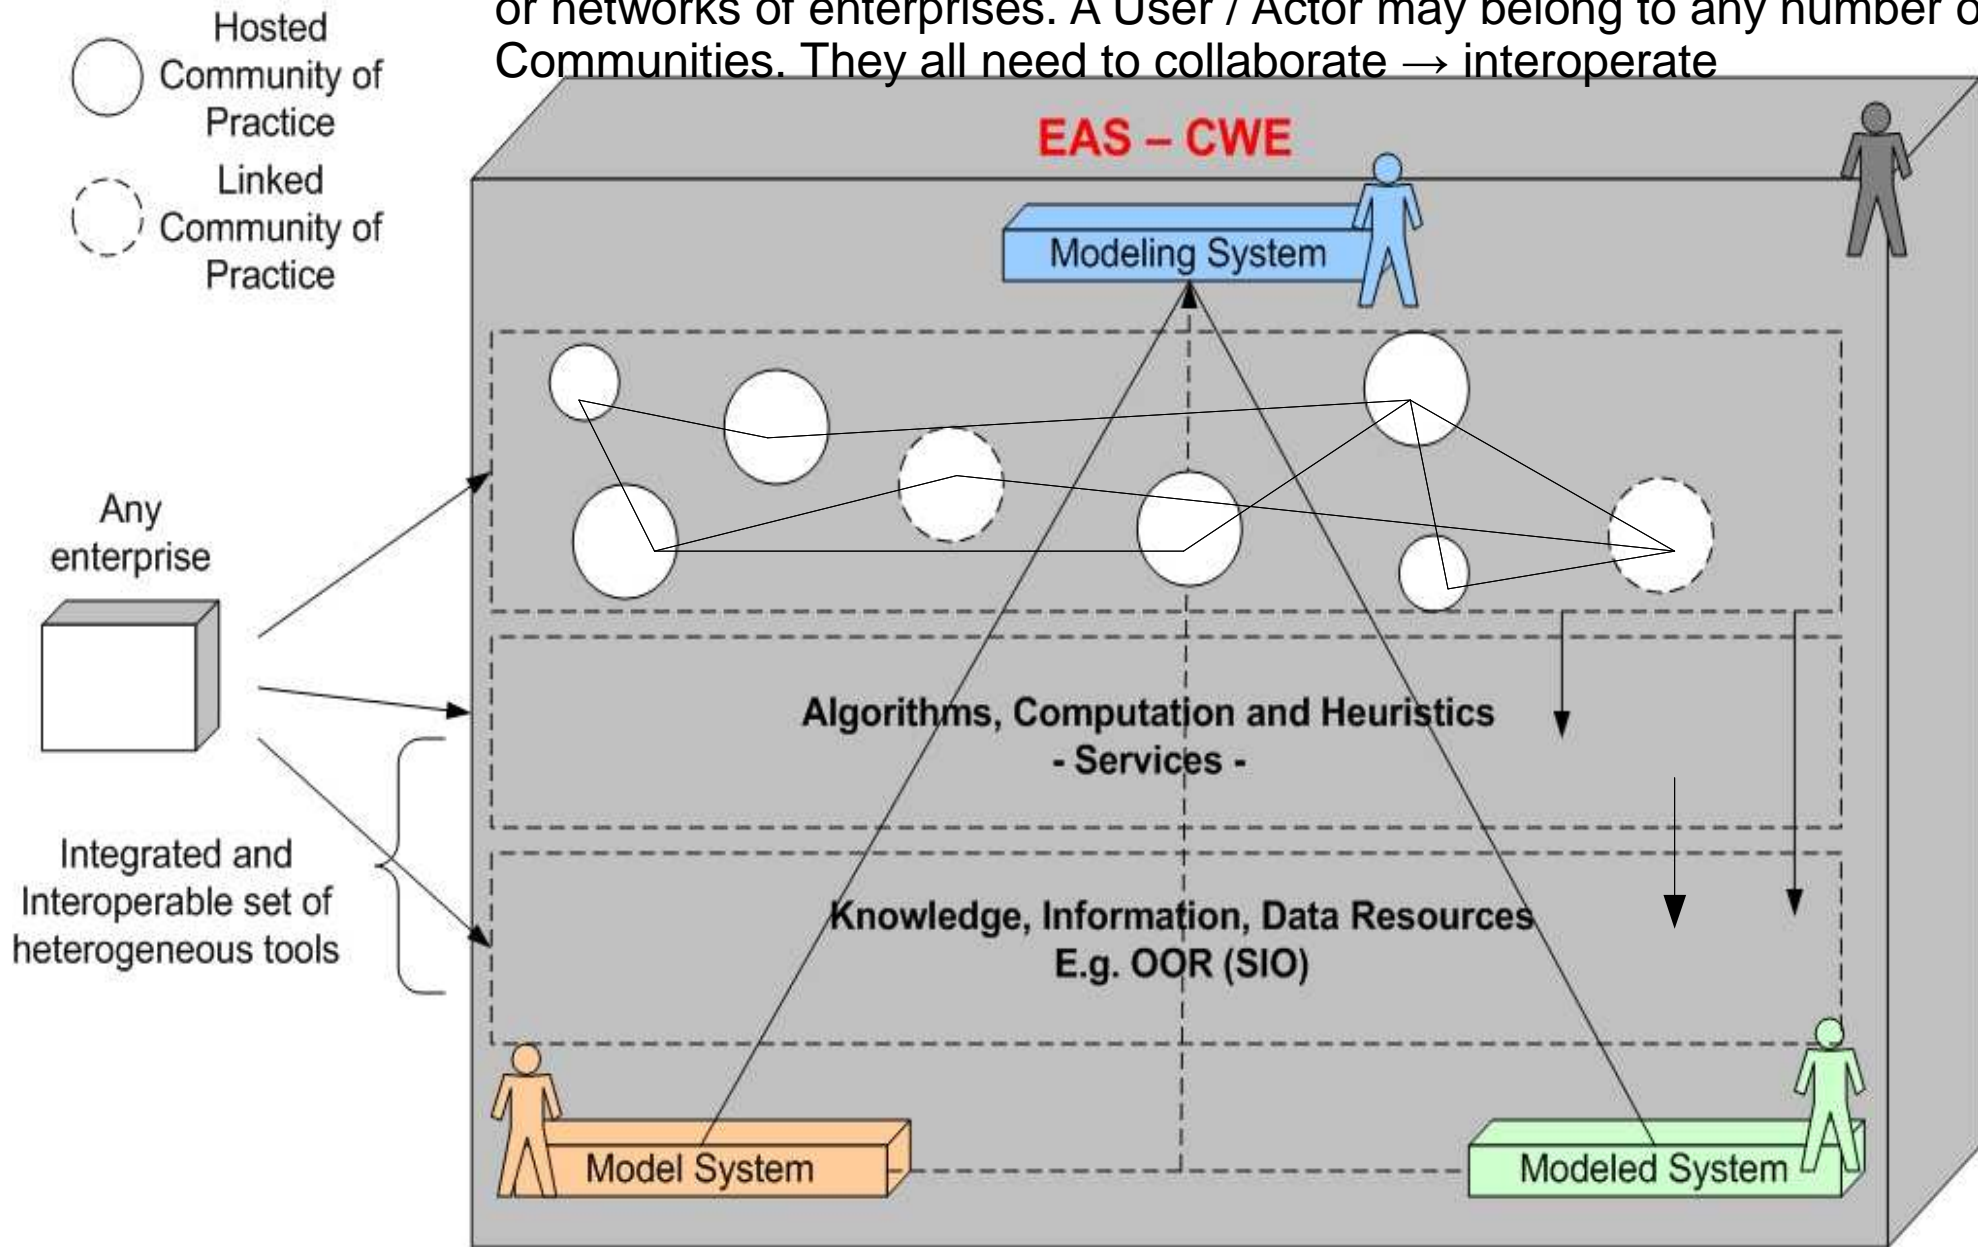 or networks of enterprises. A User / Actor may belong to any number
Communities. They all need to collaborate → interoperate
Hosted
Community of
Practice
Linked
Community of
Practice
EAS – CWE
Modeling System
Any
enterprise
Algorithms, Computation and Heuristics
- Services -
Integrated and
Interoperable set of
heterogeneous tools
Knowledge, Information, Data Resources
E.g. OOR (SIO)
Model System
Modeled System